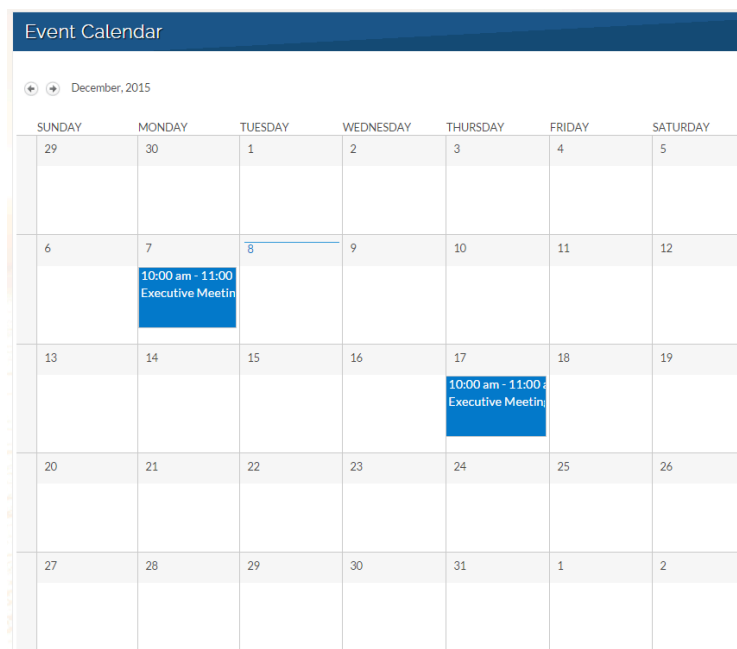 Event Calendar
December, 2015
SUNDAY MONDAY TUESDAY WEDNESDAY THURSDAY FRIDAY SATURDAY
29 30 1 2 3 4 5
6 7 8 9 10 11 12
10:00 am - 11:00
Executive Meetin
13 14 15 16 17 18 19
10:00 am - 11:00 a
Executive Meeting
20 21 22 23 24 25 26
27 28 29 30 31 1 2